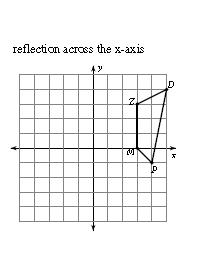 reflection across the x-axis
y
D
Z
M
x
P